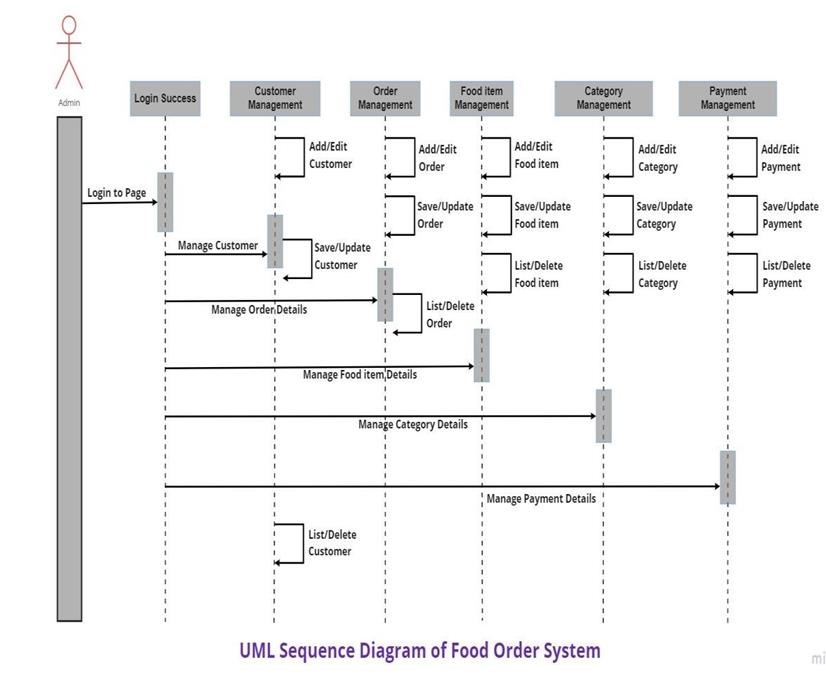 Admin
Login Success
Customer
Management
Order
Management
Food item
Management
Category
Management
Payment
Management
Add/Edit
Customer
Add/Edit
Order
Add/Edit
Food item
Add/Edit
Category
Add/Edit
Payment
Login to Page
Save/Update
Order
Save/Update
Food item
Save/Update
Category
Save/Update
Payment
Manage Customer
Save/Update
Customer
List/Delete
Food item
List/Delete
Category
List/Delete
Payment
Manage Order Details
List/Delete
Order
Manage Food item Details
Manage Category Details
Manage Payment Details
List/Delete
Customer
UML Sequence Diagram of Food Order System
mi